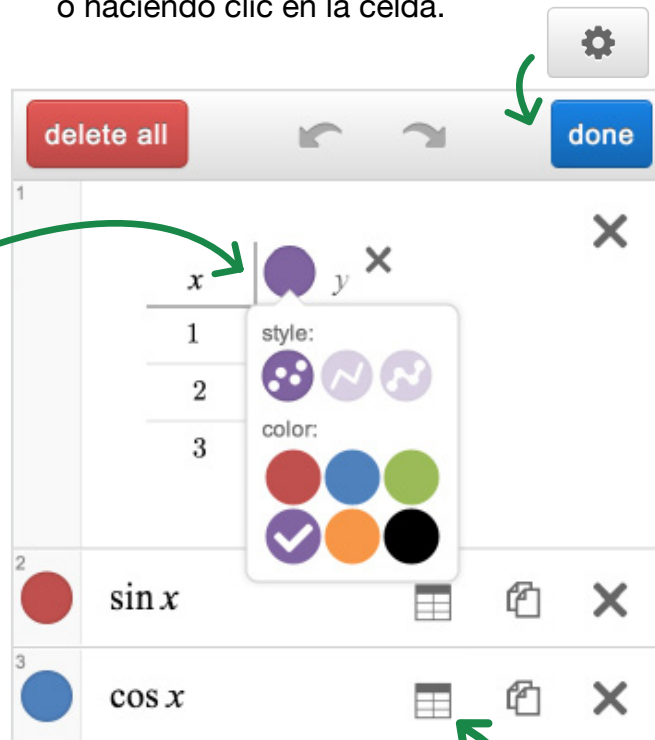 o haciendo clic en la celda.
delete all
done
1
x y
1
2
3
style:
color:
2
sin x
3
cos x